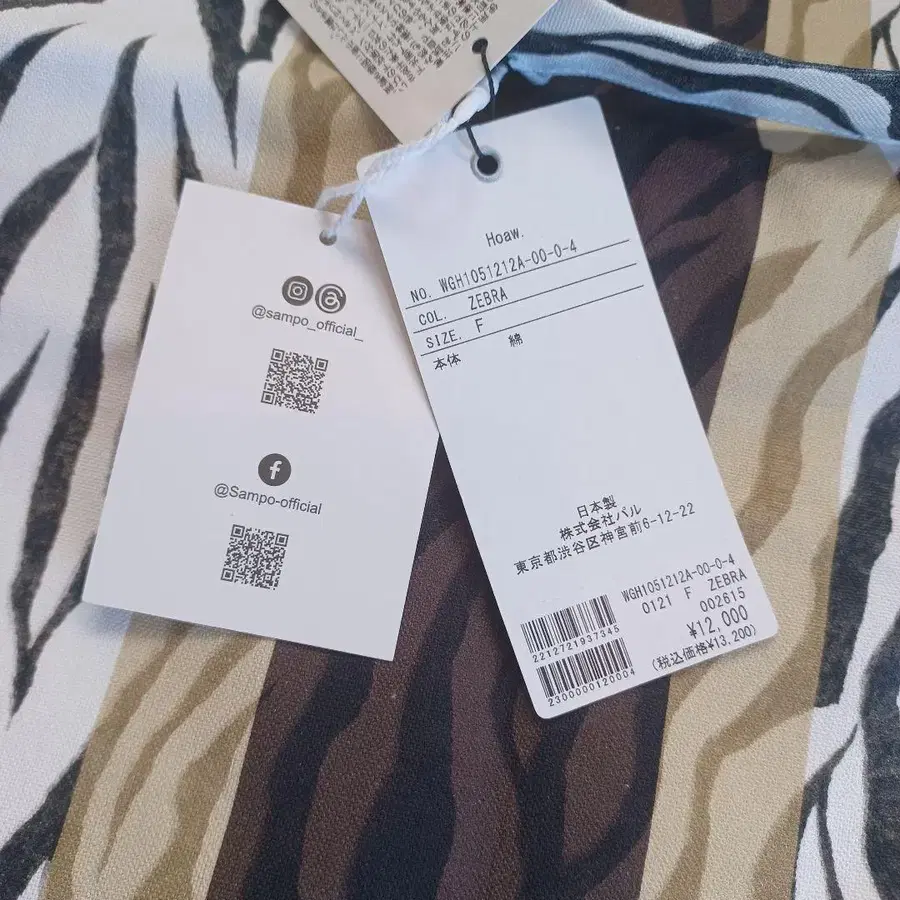 @sampo_official_
@Sampo-official
Hoaw.
NO. WGH1051212A-00-0-4
COL. ZEBRA
SIZE. F
本体 綿
日本製
株式会社パル
東京都渋谷区神宮前6-12-22
WGH1051212A-00-0-4
0121 F ZEBRA
002615
¥12,000
(税込価格¥13,200)
2212721937345
2300000120004